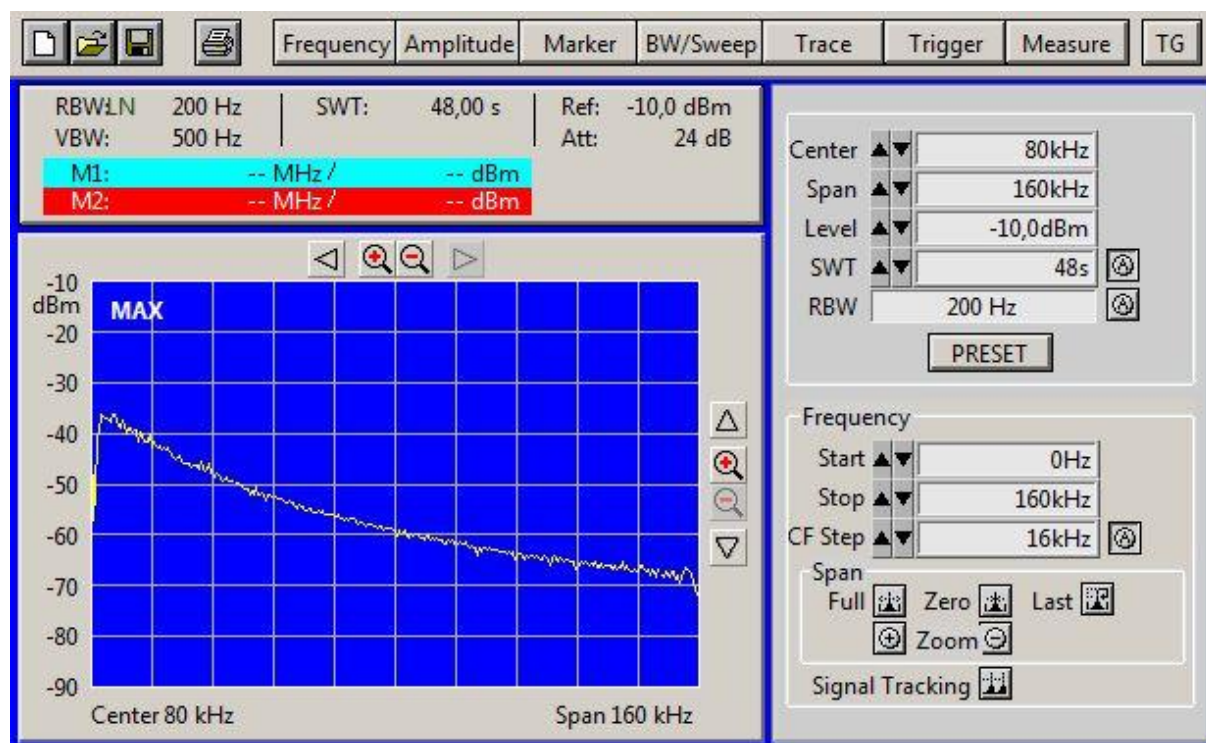 Frequency Amplitude Marker BW/Sweep Trace Trigger Measure TG
RBW:LN 200 Hz SWT: 48,00 s Ref: -10,0 dBm
VBW: 500 Hz Att: 24 dB
M1: -- MHz / -- dBm
M2: -- MHz / -- dBm
-10
dBm
MAX
-20
-30
-40
-50
-60
-70
-80
-90
Center 80 kHz Span 160 kHz
Center 80kHz
Span 160kHz
Level -10,0dBm
SWT 48s A
RBW 200 Hz A
PRESET
Frequency
Start 0Hz
Stop 160kHz
CF Step 16kHz A
Span
Full Zero Last
Zoom
Signal Tracking